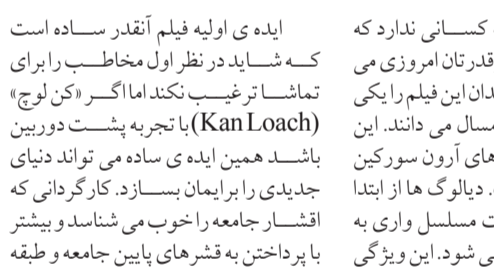 کسانی ندارد که
قدرتان امروزی می
دان این فیلم را یکی
مسال می دانند. این
های آرون سورکین
. دیالوگ ها از ابتدا
ت مسلسل واری به
ی شود. این ویژگی
ایده ی اولیه فیلم آنقدر ساده است
که شاید در نظر اول مخاطب را برای
تماشا ترغیب نکند اما اگر «کن لوچ»
(Kan Loach) با تجربه پشت دوربین
باشد همین ایده ی ساده می تواند دنیای
جدیدی را برایمان بسازد. کارگردانی که
اقشار جامعه را خوب می شناسد و بیشتر
با پرداختن به قشرهای پایین جامعه و طبقه